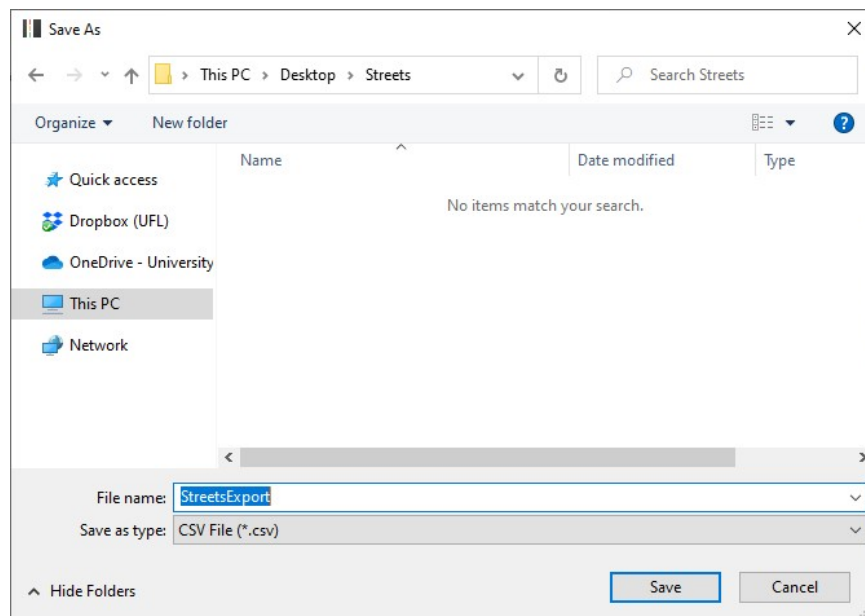 Save As
This PC > Desktop > Streets
Search Streets
Organize
New folder
?
Name
Date modified
Type
Quick access
Dropbox (UFL)
OneDrive - University
This PC
Network
No items match your search.
File name: StreetsExport
Save as type: CSV File (*.csv)
Hide Folders
Save
Cancel